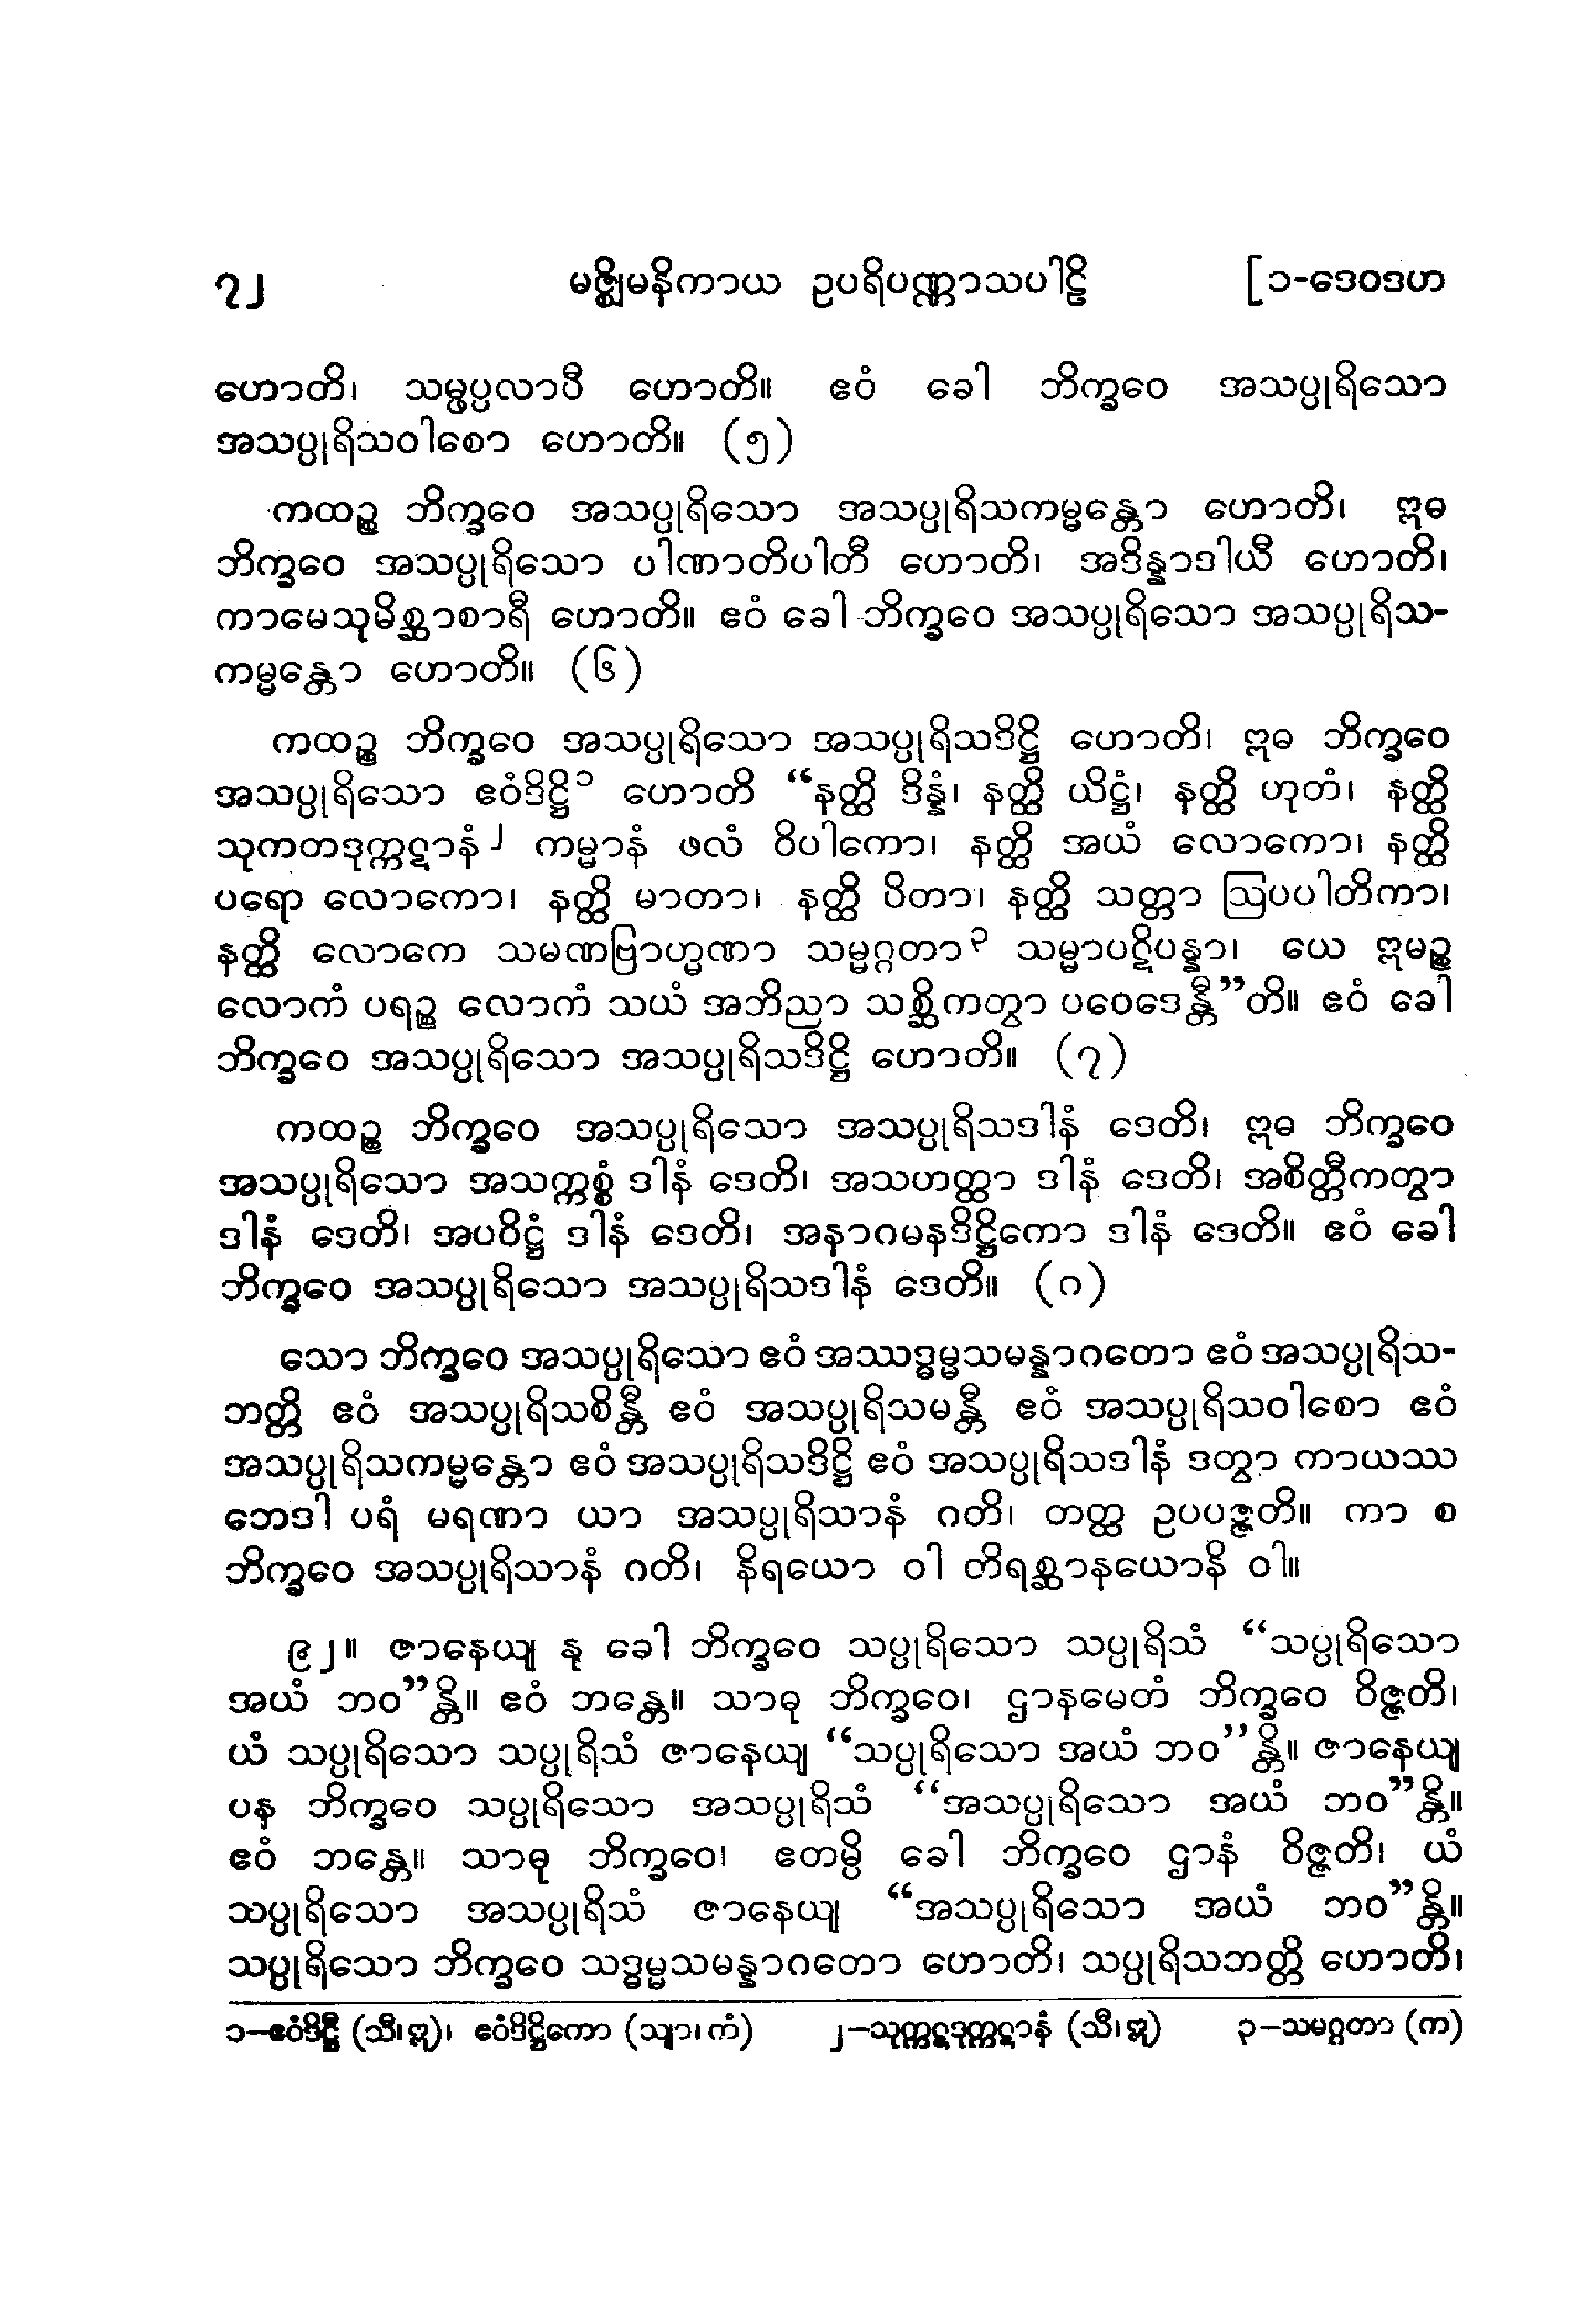 ၇၂ မဇ္ဈိမနိကာယ ဥပရိပဏ္ဏာသပါဠိ [၁-ဒေဝဒဟ
ဟောတိ၊ သမ္ဖပ္ပလာပီ ဟောတိ။ ဧဝံ ခေါ ဘိက္ခဝေ အသပ္ပုရိသော
အသပ္ပုရိသဝါစော ဟောတိ။ (၅)
ကထဉ္စ ဘိက္ခဝေ အသပ္ပုရိသော အသပ္ပုရိသကမ္မန္တော ဟောတိ၊ ဣဓ
ဘိက္ခဝေ အသပ္ပုရိသော ပါဏာတိပါတီ ဟောတိ၊ အဒိန္နာဒါယီ ဟောတိ၊
ကာမေသုမိစ္ဆာစာရီ ဟောတိ။ ဧဝံ ခေါ ဘိက္ခဝေ အသပ္ပုရိသော အသပ္ပုရိသ-
ကမ္မန္တော ဟောတိ။ (၆)
ကထဉ္စ ဘိက္ခဝေ အသပ္ပုရိသော အသပ္ပုရိသဒိဋ္ဌိ ဟောတိ၊ ဣဓ ဘိက္ခဝေ
အသပ္ပုရိသော ဧဝံဒိဋ္ဌိ၁ ဟောတိ “နတ္ထိ ဒိန္နံ၊ နတ္ထိ ယိဋ္ဌံ၊ နတ္ထိ ဟုတံ၊ နတ္ထိ
သုကတဒုက္ကဋာနံ၂ ကမ္မာနံ ဖလံ ဝိပါကော၊ နတ္ထိ အယံ လောကော၊ နတ္ထိ
ပရော လောကော၊ နတ္ထိ မာတာ၊ နတ္ထိ ပိတာ၊ နတ္ထိ သတ္တာ ဩပပါတိကာ၊
နတ္ထိ လောကေ သမဏဗြာဟ္မဏာ သမ္မဂ္ဂတာ၃ သမ္မာပဋိပန္နာ၊ ယေ ဣမဉ္စ
လောကံ ပရဉ္စ လောကံ သယံ အဘိညာ သစ္ဆိကတွာ ပဝေဒေန္တီ”တိ။ ဧဝံ ခေါ
ဘိက္ခဝေ အသပ္ပုရိသော အသပ္ပုရိသဒိဋ္ဌိ ဟောတိ။ (၇)
ကထဉ္စ ဘိက္ခဝေ အသပ္ပုရိသော အသပ္ပုရိသဒါနံ ဒေတိ၊ ဣဓ ဘိက္ခဝေ
အသပ္ပုရိသော အသက္ကစ္စံ ဒါနံ ဒေတိ၊ အသဟတ္ထာ ဒါနံ ဒေတိ၊ အစိတ္တီကတွာ
ဒါနံ ဒေတိ၊ အပဝိဋ္ဌံ ဒါနံ ဒေတိ၊ အနာဂမနဒိဋ္ဌိကော ဒါနံ ဒေတိ။ ဧဝံ ခေါ
ဘိက္ခဝေ အသပ္ပုရိသော အသပ္ပုရိသဒါနံ ဒေတိ။ (၈)
သော ဘိက္ခဝေ အသပ္ပုရိသော ဧဝံ အဿဒ္ဓမ္မသမန္နာဂတော ဧဝံ အသပ္ပုရိသ-
ဘတ္တိ ဧဝံ အသပ္ပုရိသစိန္တီ ဧဝံ အသပ္ပုရိသမန္တီ ဧဝံ အသပ္ပုရိသဝါစော ဧဝံ
အသပ္ပုရိသကမ္မန္တော ဧဝံ အသပ္ပုရိသဒိဋ္ဌိ ဧဝံ အသပ္ပုရိသဒါနံ ဒတွာ ကာယဿ
ဘေဒါ ပရံ မရဏာ ယာ အသပ္ပုရိသာနံ ဂတိ၊ တတ္ထ ဥပပဇ္ဇတိ။ ကာ စ
ဘိက္ခဝေ အသပ္ပုရိသာနံ ဂတိ၊ နိရယော ဝါ တိရစ္ဆာနယောနိ ဝါ။
၉၂။ ဇာနေယျ နု ခေါ ဘိက္ခဝေ သပ္ပုရိသော သပ္ပုရိသံ “သပ္ပုရိသော
အယံ ဘဝ”န္တိ။ ဧဝံ ဘန္တေ။ သာဓု ဘိက္ခဝေ၊ ဌာနမေတံ ဘိက္ခဝေ ဝိဇ္ဇတိ၊
ယံ သပ္ပုရိသော သပ္ပုရိသံ ဇာနေယျ “သပ္ပုရိသော အယံ ဘဝ”န္တိ။ ဇာနေယျ
ပန ဘိက္ခဝေ သပ္ပုရိသော အသပ္ပုရိသံ “အသပ္ပုရိသော အယံ ဘဝ”န္တိ။
ဧဝံ ဘန္တေ။ သာဓု ဘိက္ခဝေ၊ ဧတမ္ပိ ခေါ ဘိက္ခဝေ ဌာနံ ဝိဇ္ဇတိ၊ ယံ
သပ္ပုရိသော အသပ္ပုရိသံ ဇာနေယျ “အသပ္ပုရိသော အယံ ဘဝ”န္တိ။
သပ္ပုရိသော ဘိက္ခဝေ သဒ္ဓမ္မသမန္နာဂတော ဟောတိ၊ သပ္ပုရိသဘတ္တိ ဟောတိ၊
၁–ဧဝံဒိဋ္ဌီ (သီ၊ဣ)၊ ဧဝံဒိဋ္ဌိကော (သျာ၊ကံ) ၂–သုက္ကဋဒုက္ကဋာနံ (သီ၊ဣ) ၃–သမဂ္ဂတာ (က)